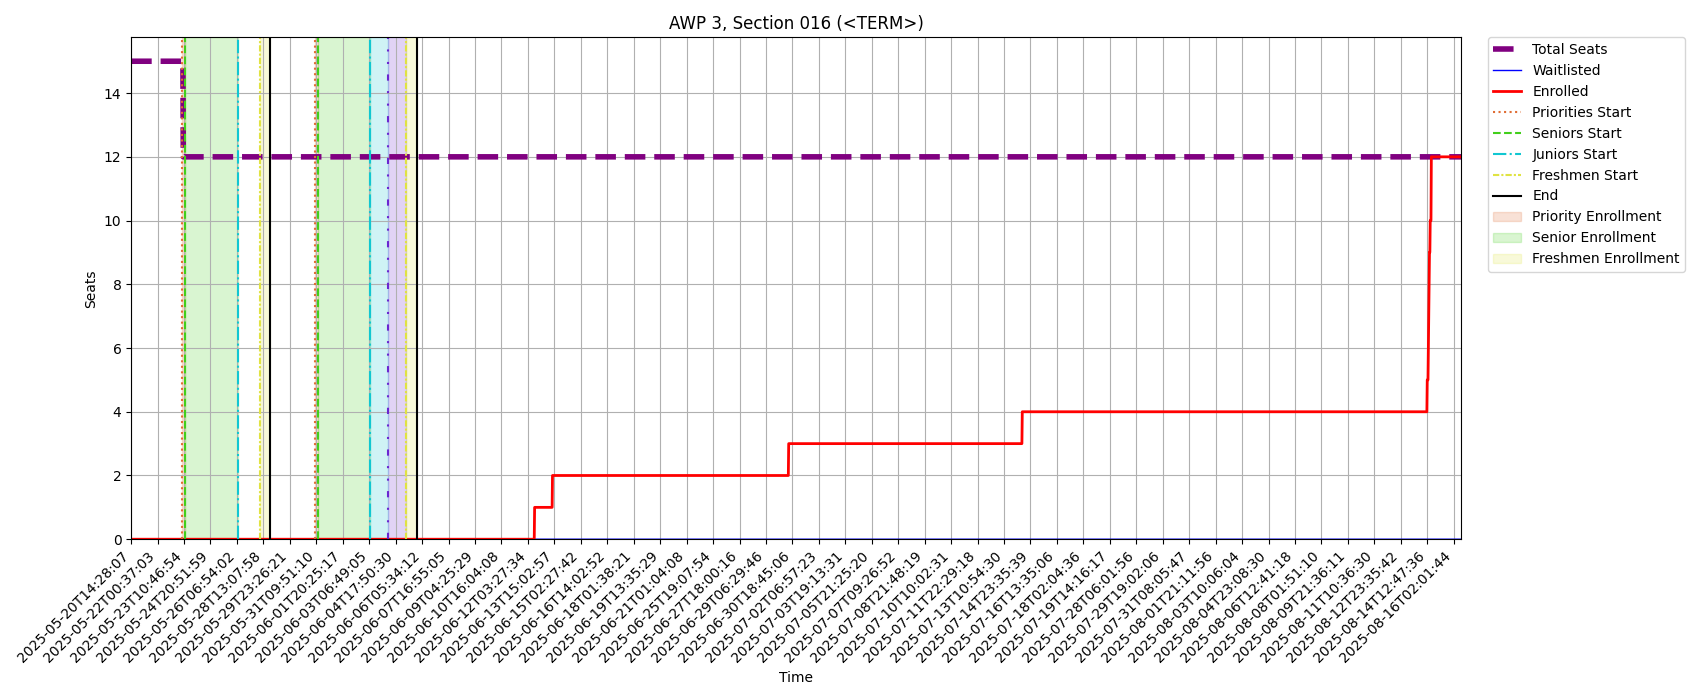 AWP 3, Section 016 (<TERM>)
Total Seats
Waitlisted
Enrolled
Priorities Start
Seniors Start
Juniors Start
Freshmen Start
End
Priority Enrollment
Senior Enrollment
Freshmen Enrollment
Seats
14
12
10
8
6
4
2
0
2025-05-20T14:28:07
2025-05-22T00:37:03
2025-05-23T10:46:54
2025-05-24T20:51:59
2025-05-26T06:54:02
2025-05-28T13:07:58
2025-05-29T23:26:21
2025-05-31T09:51:10
2025-06-01T20:25:17
2025-06-03T06:49:05
2025-06-04T17:50:30
2025-06-06T05:34:12
2025-06-07T16:55:05
2025-06-09T04:25:29
2025-06-10T16:04:08
2025-06-12T03:27:34
2025-06-13T15:02:57
2025-06-15T02:27:42
2025-06-16T14:02:52
2025-06-18T01:38:21
2025-06-19T13:35:29
2025-06-21T01:04:08
2025-06-25T19:07:54
2025-06-27T18:00:16
2025-06-29T06:29:46
2025-06-30T18:45:06
2025-07-02T06:57:23
2025-07-03T19:13:31
2025-07-05T21:25:20
2025-07-07T09:26:52
2025-07-08T21:48:19
2025-07-10T10:02:31
2025-07-11T22:29:18
2025-07-13T10:54:30
2025-07-14T23:35:39
2025-07-16T13:35:06
2025-07-18T02:04:36
2025-07-19T14:16:17
2025-07-28T06:01:56
2025-07-29T19:02:06
2025-07-31T08:05:47
2025-08-01T21:11:56
2025-08-03T10:06:04
2025-08-04T23:08:30
2025-08-06T12:41:18
2025-08-08T01:51:10
2025-08-09T21:36:11
2025-08-11T10:36:30
2025-08-12T23:35:42
2025-08-14T12:47:36
2025-08-16T02:01:44
Time